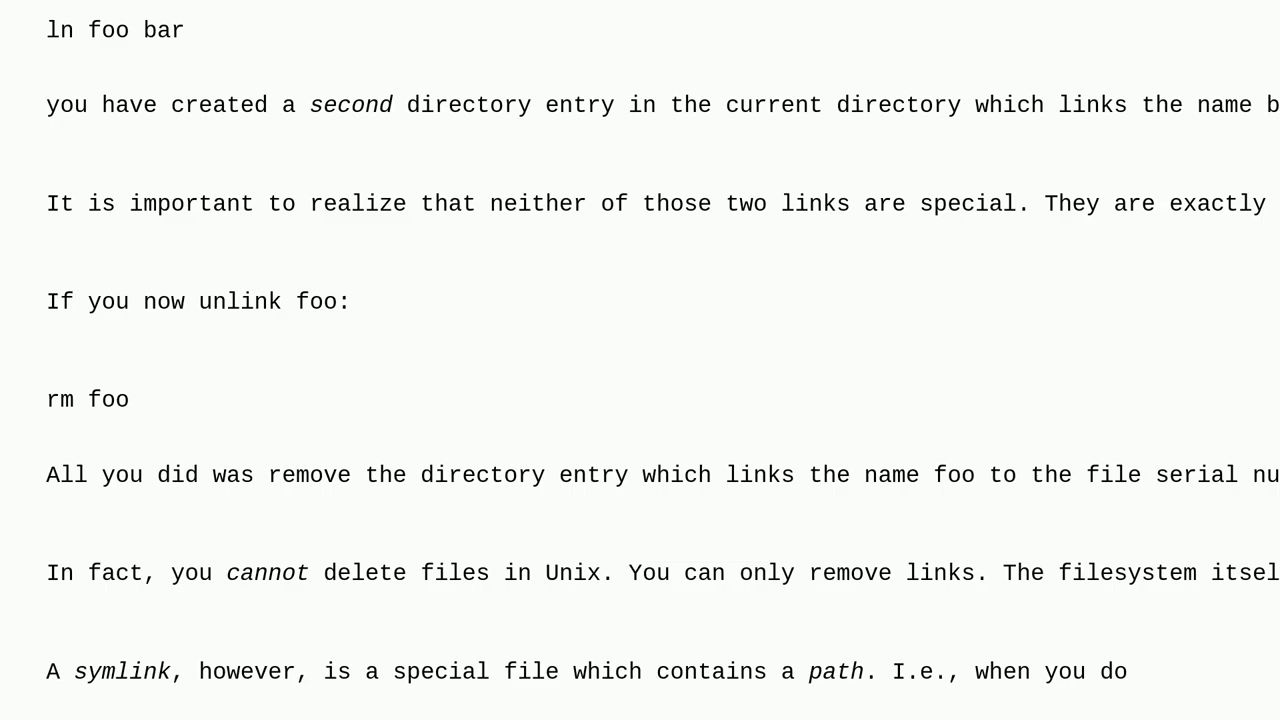 ln foo bar
you have created a second directory entry in the current directory which links the name
It is important to realize that neither of those two links are special. They are exactly
If you now unlink foo:
rm foo
All you did was remove the directory entry which links the name foo to the file serial
In fact, you cannot delete files in Unix. You can only remove links. The filesystem
A symlink, however, is a special file which contains a path. I.e., when you do